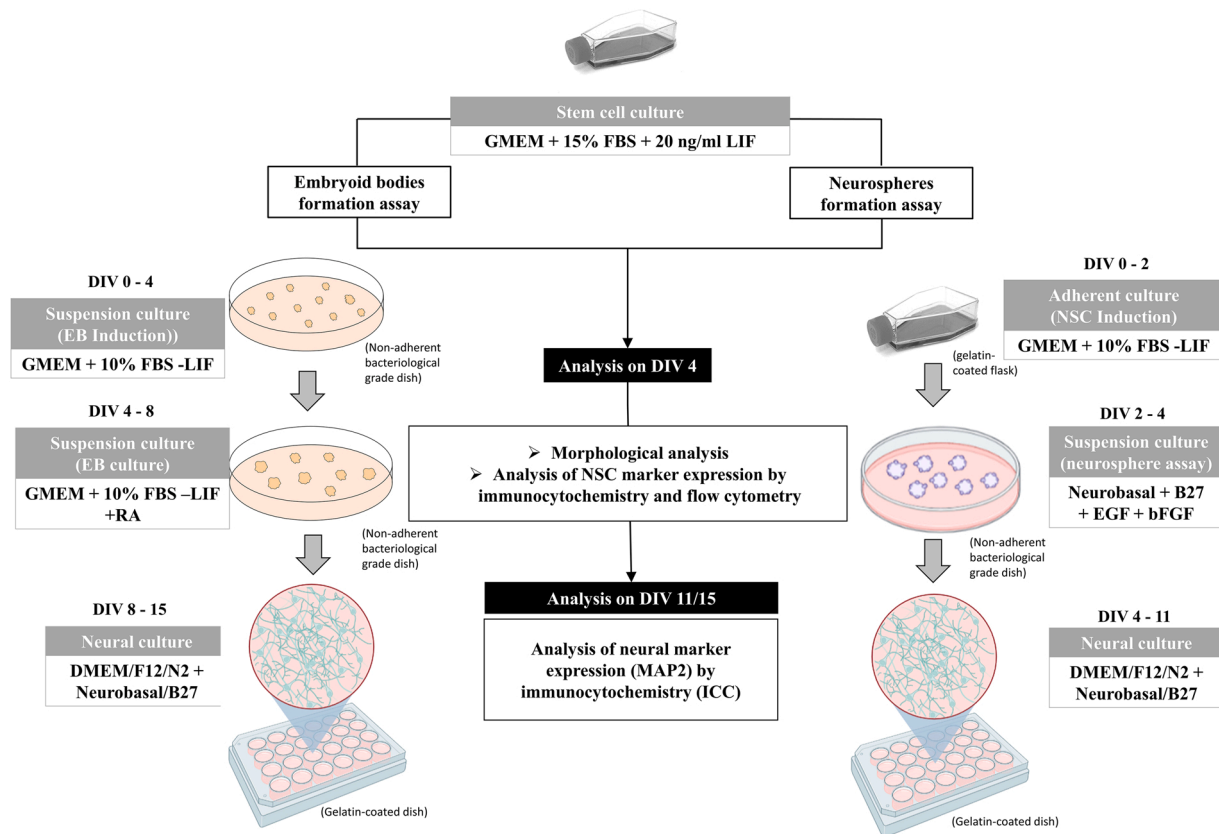 Stem cell culture
GMEM + 15% FBS + 20 ng/ml LIF
Embryoid bodies
formation assay
Neurospheres
formation assay
DIV 0 - 4
Suspension culture
(EB Induction))
GMEM + 10% FBS -LIF
(Non-adherent
bacteriological
grade dish)
DIV 4 - 8
Suspension culture
(EB culture)
GMEM + 10% FBS –LIF
+RA
(Non-adherent
bacteriological
grade dish)
DIV 8 - 15
Neural culture
DMEM/F12/N2 +
Neurobasal/B27
(Gelatin-coated dish)
Analysis on DIV 4
➢ Morphological analysis
➢ Analysis of NSC marker expression by
immunocytochemistry and flow cytometry
Analysis on DIV 11/15
Analysis of neural marker
expression (MAP2) by
immunocytochemistry (ICC)
DIV 0 - 2
Adherent culture
(NSC Induction)
GMEM + 10% FBS -LIF
(gelatin-
coated flask)
DIV 2 - 4
Suspension culture
(neurosphere assay)
Neurobasal + B27
+ EGF + bFGF
(Non-adherent
bacteriological
grade dish)
DIV 4 - 11
Neural culture
DMEM/F12/N2 +
Neurobasal/B27
(Gelatin-coated dish)